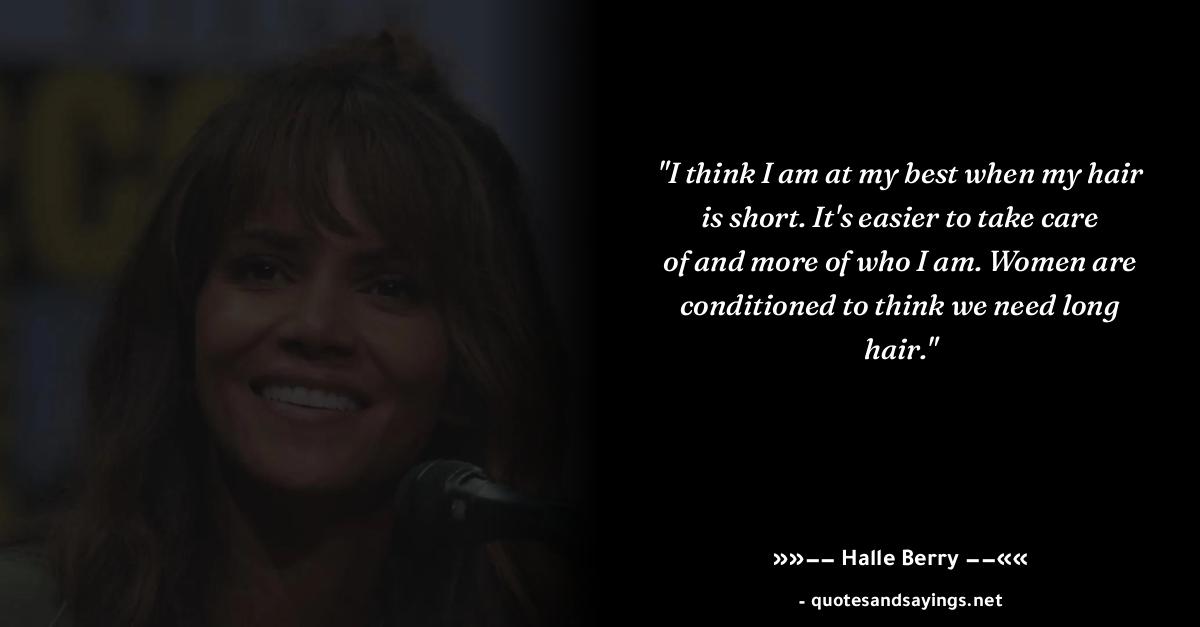 "I think I am at my best when my hair
is short. It's easier to take care
of and more of who I am. Women are
conditioned to think we need long
hair."
»»−− Halle Berry −−««
- quotesandsayings.net